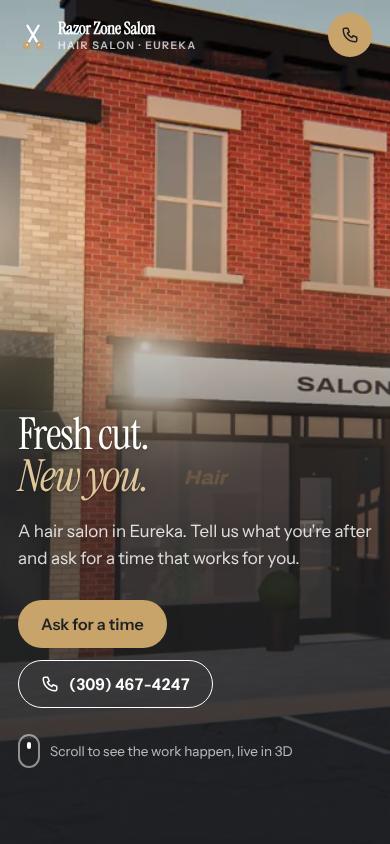 Razor Zone Salon
HAIR SALON · EUREKA
SALON
Fresh cut.
New you.
Hair
A hair salon in Eureka. Tell us what you're after
and ask for a time that works for you.
Ask for a time
(309) 467-4247
Scroll to see the work happen, live in 3D